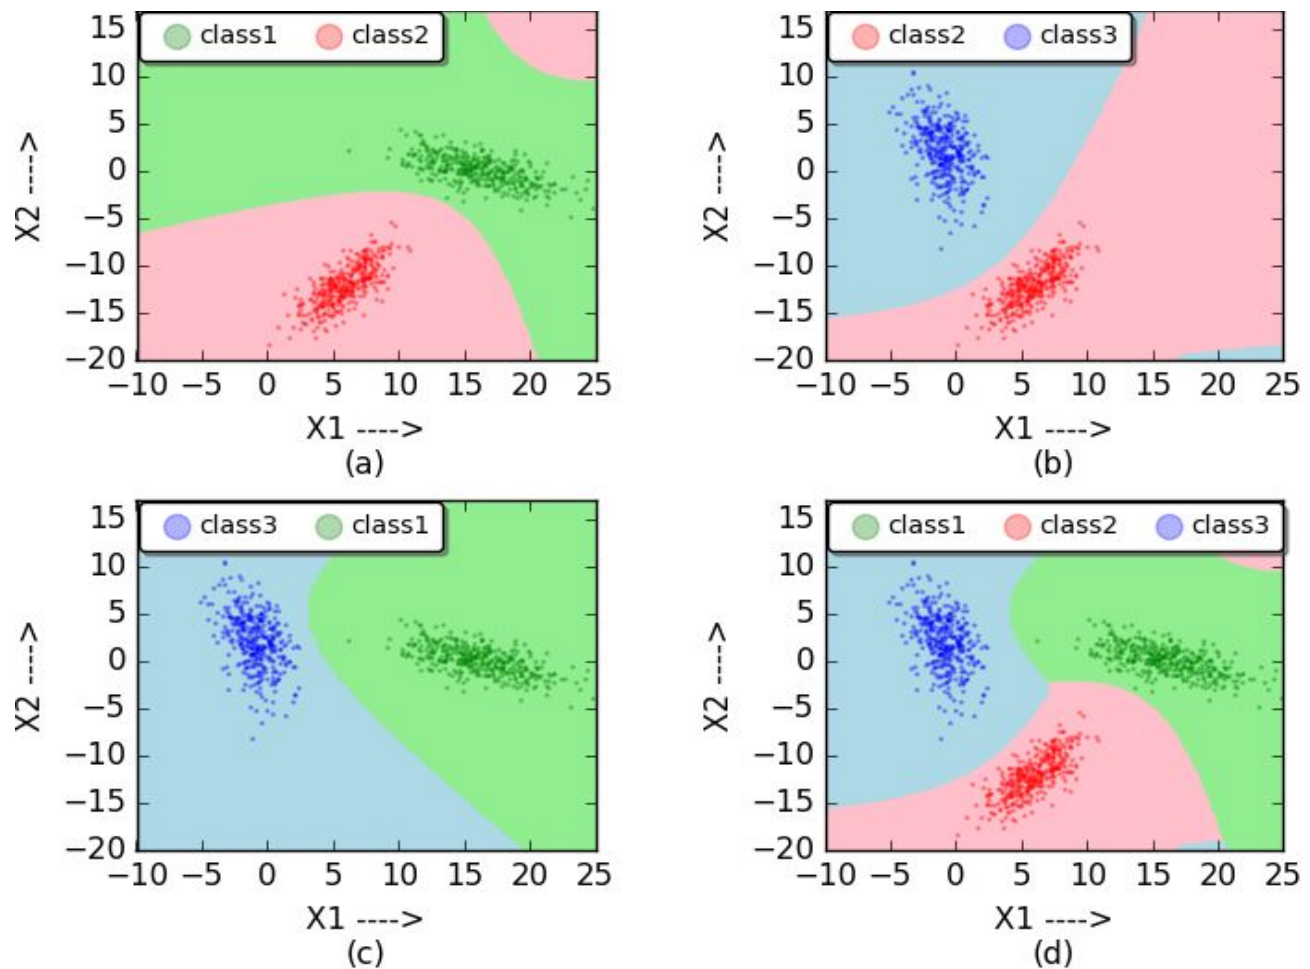 class1 class2
15
10
5
0
−5
−10
−15
−20
−10 −5 0 5 10 15 20 25
X2 ---->
X1 ---->
(a)
class2 class3
15
10
5
0
−5
−10
−15
−20
−10 −5 0 5 10 15 20 25
X2 ---->
X1 ---->
(b)
class3 class1
15
10
5
0
−5
−10
−15
−20
−10 −5 0 5 10 15 20 25
X2 ---->
X1 ---->
(c)
class1 class2 class3
15
10
5
0
−5
−10
−15
−20
−10 −5 0 5 10 15 20 25
X2 ---->
X1 ---->
(d)